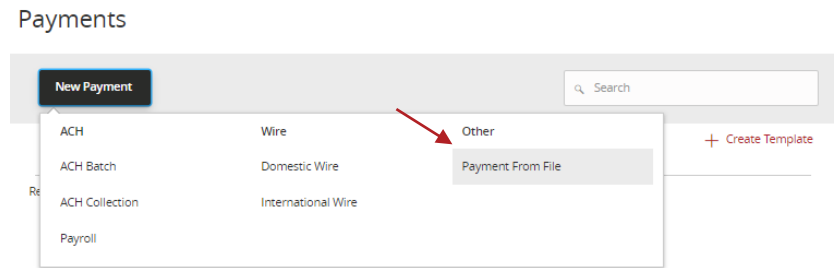 Payments
New Payment
Search
ACH Wire Other
+ Create Template
ACH Batch Domestic Wire Payment From File
Re
ACH Collection International Wire
Payroll